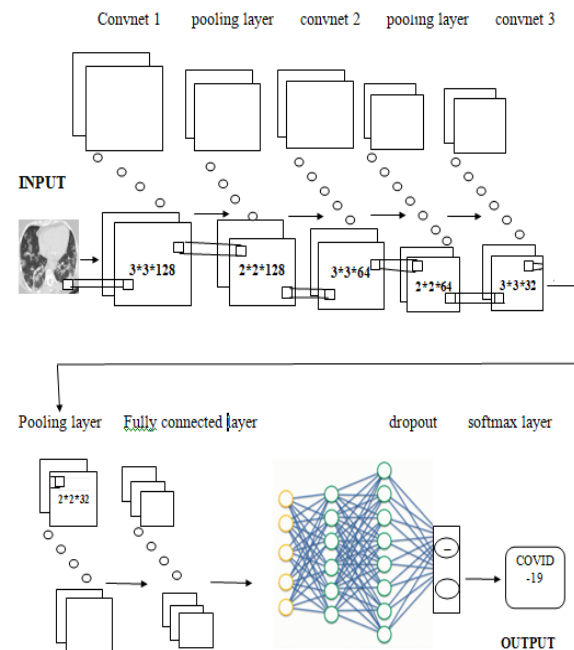 Convnet 1 pooling layer convnet 2 pooling layer convnet 3
INPUT
3*3*128 2*2*128 3*3*64 2*2*64 3*3*32
Pooling layer Fully connected layer dropout softmax layer
2*2*32
COVID
-19
OUTPUT